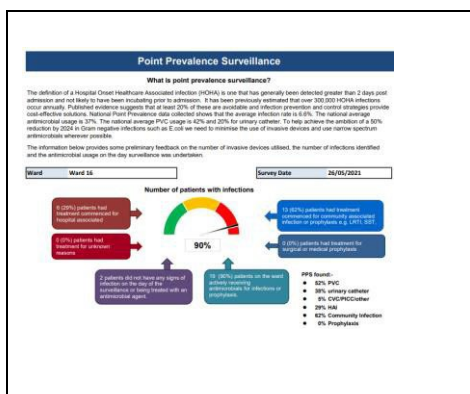 Point Prevalence Surveillance
What is point prevalence surveillance?
The definition of a Hospital Onset Healthcare Associated infection (HOHA) is one that has generally been detected greater than 2 days post
admission and not likely to have been incubating prior to admission. It has been previously estimated that over 300,000 HOHA infections
occur annually. Published evidence suggests that at least 20% of these are avoidable and infection prevention and control strategies provide
cost-effective solutions. National Point Prevalence data collected shows that the average infection rate is 6.6%. The national average
antimicrobial usage is 37%. The national average PVC usage is 42% and 20% for urinary catheter. To help achieve the ambition of a 50%
reduction by 2024 in Gram negative infections such as E.coli we need to minimise the use of invasive devices and use narrow spectrum
antimicrobials wherever possible.
The information below provides some preliminary feedback on the number of invasive devices utilised, the number of infections identified
and the antimicrobial usage on the day surveillance was undertaken.
Ward Ward 16 Survey Date 26/05/2021
Number of patients with infections
6 (29%) patients had
treatment commenced for
hospital associated
13 (62%) patients had treatment
commenced for community associated
infection or prophylaxis e.g. LRTI, SST,
0 (0%) patients had
treatment for unknown
reasons
90%
0 (0%) patients had treatment for
surgical or medical prophylaxis
2 patients did not have any signs of
infection on the day of the
surveillance or being treated with an
antimicrobial agent.
19 (90%) patients on the ward
actively receiving
antimicrobials for infections or
prophylaxis.
PPS found:-
● 52% PVC
● urinary catheter
● 5% CVC/PICC/other
● 29% HAI
● 62% Community Infection
● 0% Prophylaxis